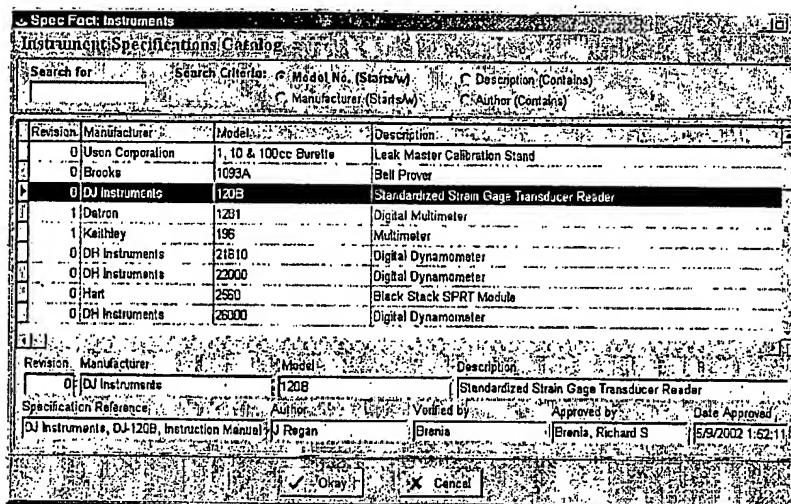 Spec Fact: Instruments
Instrument Specifications Catalog
Search for
Search Criteria:
Model No. (Starts/w)
Description (Contains)
Manufacturer (Starts/w)
Author (Contains)
Revision Manufacturer Model Description
0 Uson Corporation 1, 10 & 100cc Burette Leak Master Calibration Stand
0 Brooks 1093A Bell Prover
0 DJ Instruments 120B Standardized Strain Gage Transducer Reader
1 Datron 1281 Digital Multimeter
1 Keithley 196 Multimeter
0 DH Instruments 21810 Digital Dynamometer
0 DH Instruments 22000 Digital Dynamometer
0 Hart 2560 Black Stack SPRT Module
0 DH Instruments 26000 Digital Dynamometer
Revision Manufacturer Model Description
0 DJ Instruments 120B Standardized Strain Gage Transducer Reader
Specification Reference Author Verified by Approved by Date Approved
DJ Instruments, DJ-120B, Instruction Manual J Regan Brenia Brenia, Richard S 5/9/2002 1:52:11
Okay Cancel